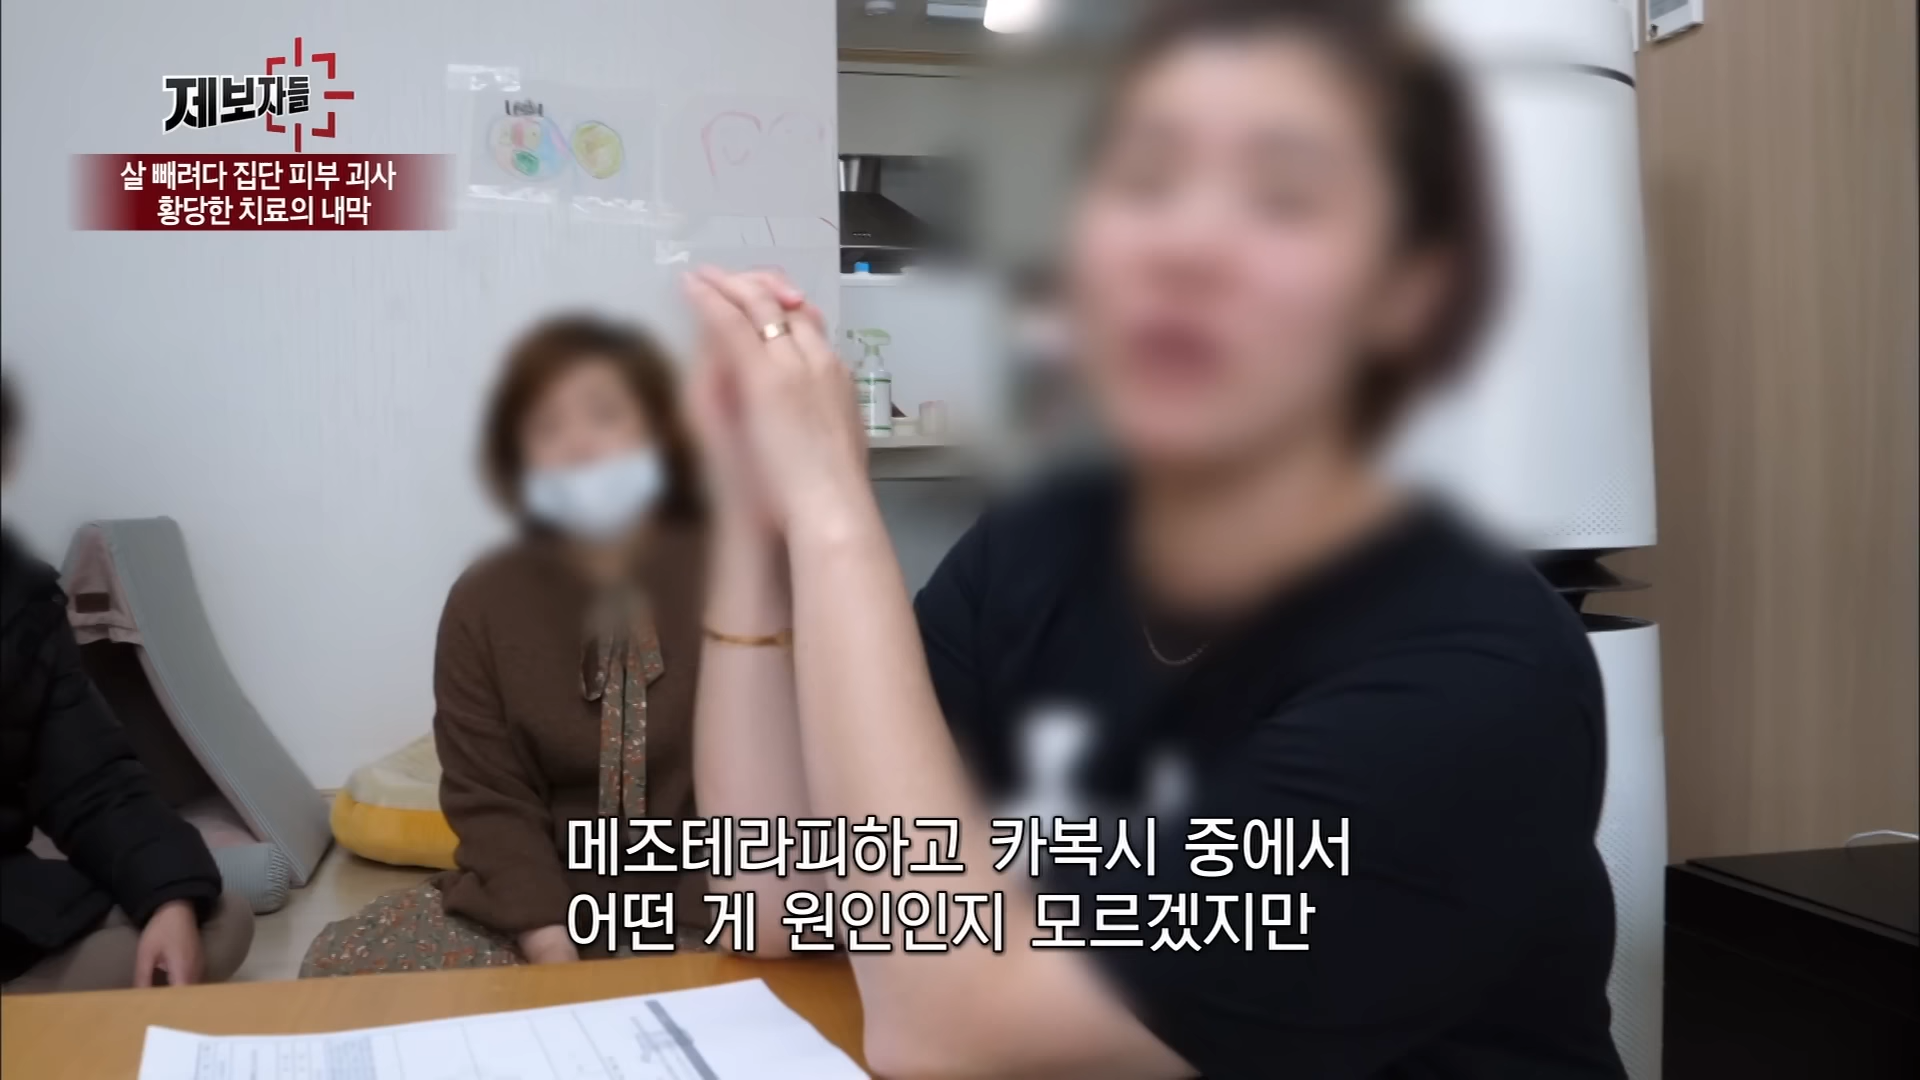 제보자들
살 빼려다 집단 피부 괴사
황당한 치료의 내막
메조테라피하고 카복시 중에서
어떤 게 원인인지 모르겠지만